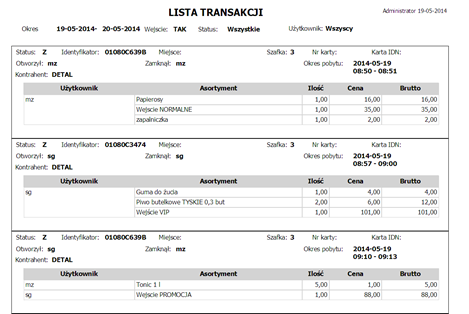 LISTA TRANSAKCJI
Administrator 19-05-2014
Okres 19-05-2014- 20-05-2014 Wejscie: TAK Status: Wszystkie Użytkownik: Wszyscy
Status: Z Identyfikator: 01080C639B Miejsce: Szafka: 3 Nr karty: Karta IDN:
Otworzył: mz Zamknął: mz Okres pobytu: 2014-05-19
08:50 - 08:51
Kontrahent: DETAL
Użytkownik Asortyment Ilość Cena Brutto
mz Papierosy 1,00 16,00 16,00
Wejscie NORMALNE 1,00 35,00 35,00
zapalniczka 1,00 2,00 2,00
Status: Z Identyfikator: 01080C3474 Miejsce: Szafka: 3 Nr karty: Karta IDN:
Otworzył: sg Zamknął: sg Okres pobytu: 2014-05-19
08:57 - 09:00
Kontrahent: DETAL
Użytkownik Asortyment Ilość Cena Brutto
sg Guma do żucia 1,00 4,00 4,00
Piwo butelkowe TYSKIE 0,3 but 2,00 6,00 12,00
Wejście VIP 1,00 101,00 101,00
Status: Z Identyfikator: 01080C639B Miejsce: Szafka: 3 Nr karty: Karta IDN:
Otworzył: sg Zamknął: mz Okres pobytu: 2014-05-19
09:10 - 09:13
Kontrahent: DETAL
Użytkownik Asortyment Ilość Cena Brutto
mz Tonic 1 l 5,00 1,00 5,00
sg Wejscie PROMOCJA 1,00 88,00 88,00